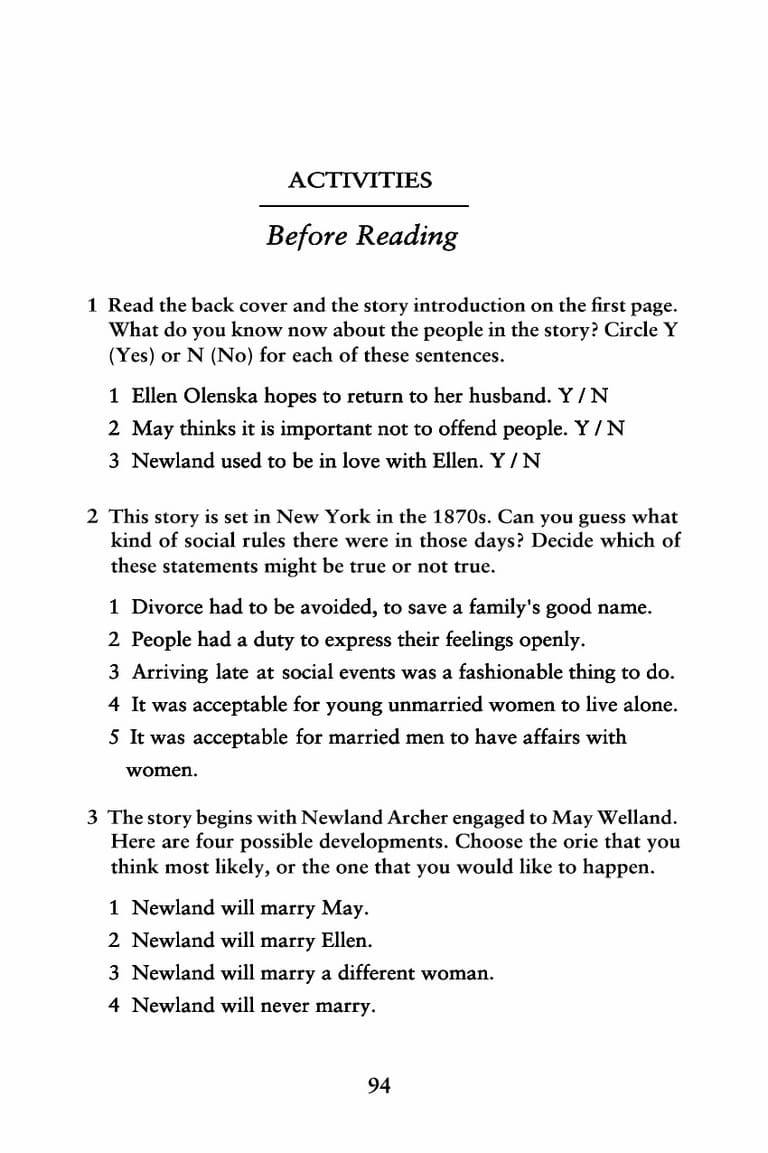 ACTIVITIES
Before Reading
1 Read the back cover and the story introduction on the first page.
What do you know now about the people in the story? Circle Y
(Yes) or N (No) for each of these sentences.
1 Ellen Olenska hopes to return to her husband. Y / N
2 May thinks it is important not to offend people. Y / N
3 Newland used to be in love with Ellen. Y / N
2 This story is set in New York in the 1870s. Can you guess what
kind of social rules there were in those days? Decide which of
these statements might be true or not true.
1 Divorce had to be avoided, to save a family's good name.
2 People had a duty to express their feelings openly.
3 Arriving late at social events was a fashionable thing to do.
4 It was acceptable for young unmarried women to live alone.
5 It was acceptable for married men to have affairs with
women.
3 The story begins with Newland Archer engaged to May Welland.
Here are four possible developments. Choose the orie that you
think most likely, or the one that you would like to happen.
1 Newland will marry May.
2 Newland will marry Ellen.
3 Newland will marry a different woman.
4 Newland will never marry.
94